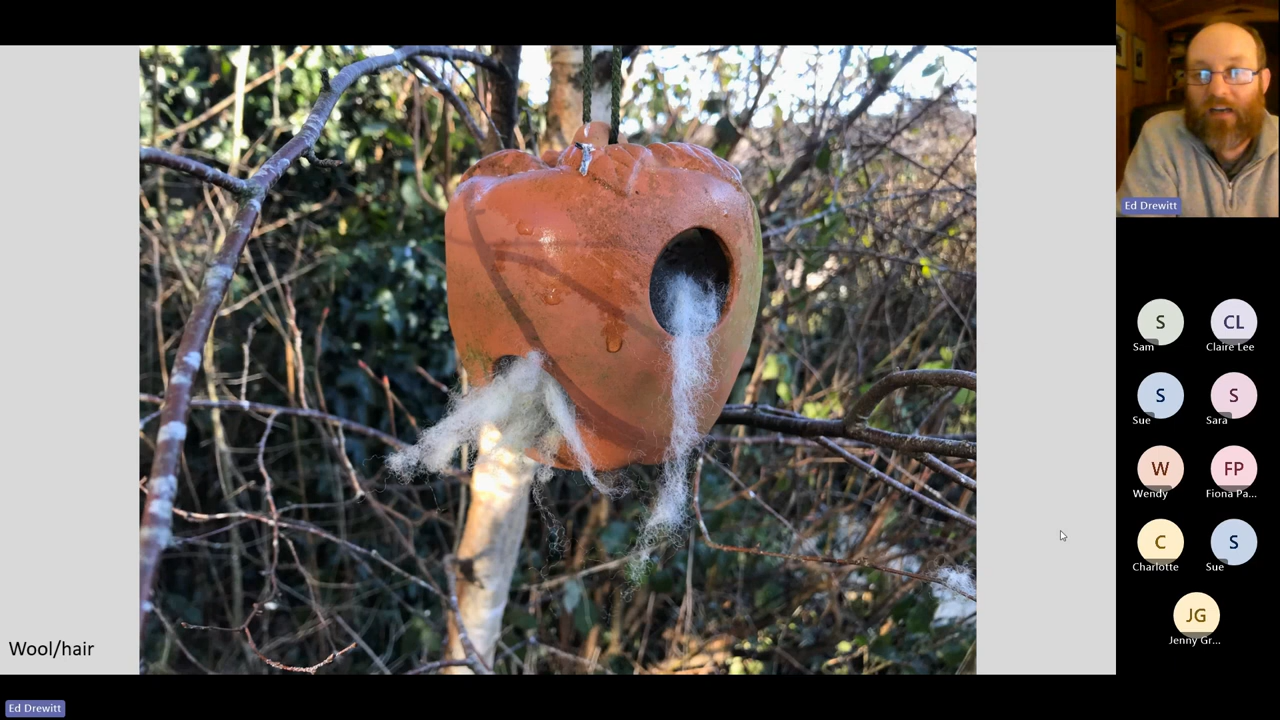 Ed Drewitt
S
CL
Sam
Claire Lee
S
S
Sue
Sara
W
FP
Wendy
Fiona Pa...
C
S
Charlotte
Sue
JG
Jenny Gr...
Wool/hair
Ed Drewitt